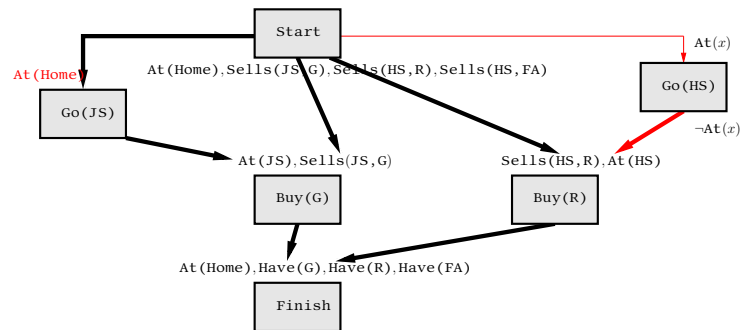 Start
At(x)
At(Home),Sells(JS,G),Sells(HS,R),Sells(HS,FA)
At(Home)
Go(HS)
Go(JS)
¬At(x)
At(JS),Sells(JS,G)
Sells(HS,R),At(HS)
Buy(G)
Buy(R)
At(Home),Have(G),Have(R),Have(FA)
Finish